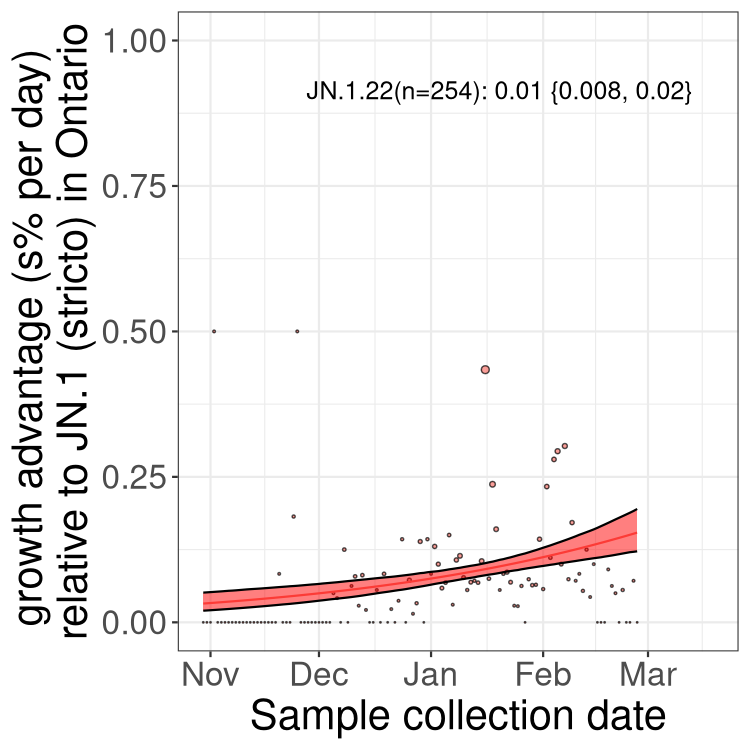 growth advantage (s% per day)
relative to JN.1 (stricto) in Ontario
1.00
0.75
0.50
0.25
0.00
JN.1.22(n=254): 0.01 {0.008, 0.02}
Nov Dec Jan Feb Mar
Sample collection date